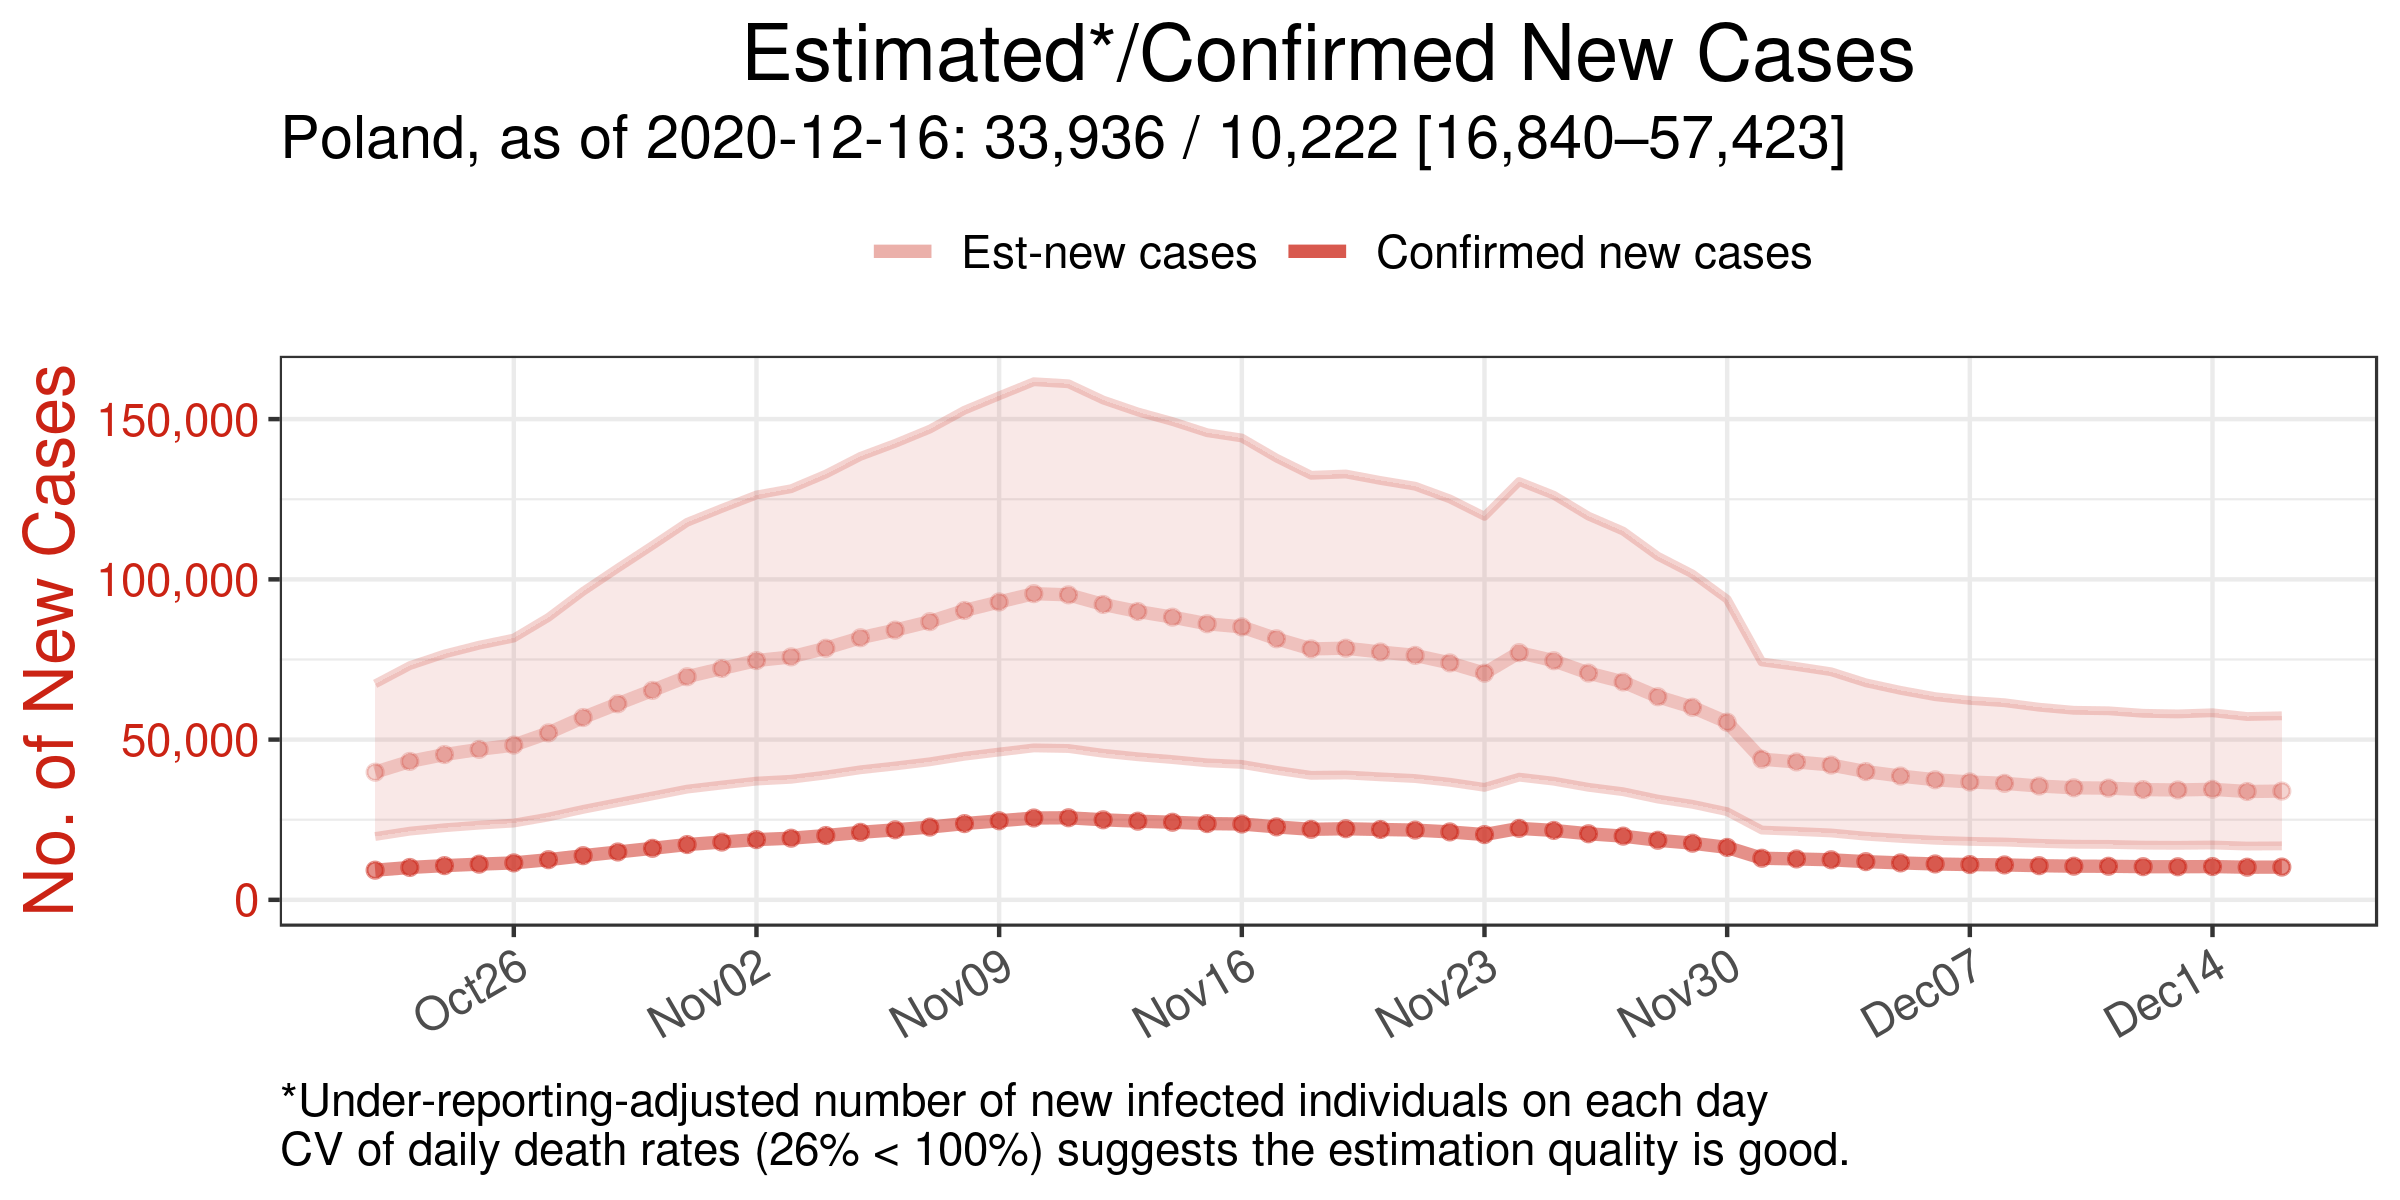 Estimated*/Confirmed New Cases
Poland, as of 2020-12-16: 33,936 / 10,222 [16,840–57,423]
Est-new cases
Confirmed new cases
No. of New Cases
150,000
100,000
50,000
0
Oct26
Nov02
Nov09
Nov16
Nov23
Nov30
Dec07
Dec14
*Under-reporting-adjusted number of new infected individuals on each day
CV of daily death rates (26% < 100%) suggests the estimation quality is good.